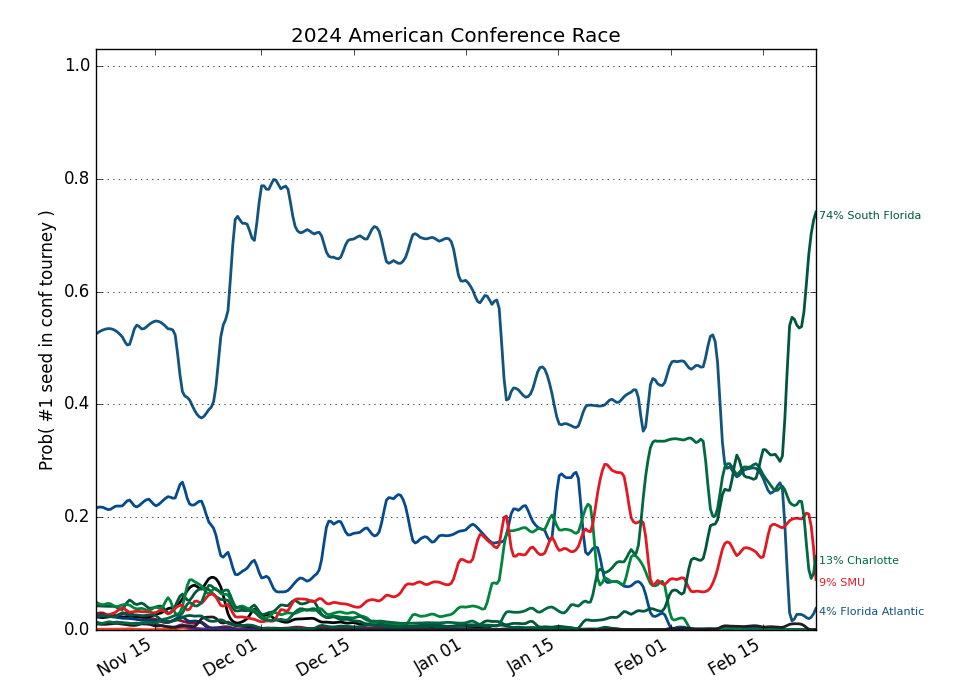 2024 American Conference Race
Prob( #1 seed in conf tourney )
1.0
0.8
0.6
0.4
0.2
0.0
Nov 15
Dec 01
Dec 15
Jan 01
Jan 15
Feb 01
Feb 15
74% South Florida
13% Charlotte
9% SMU
4% Florida Atlantic